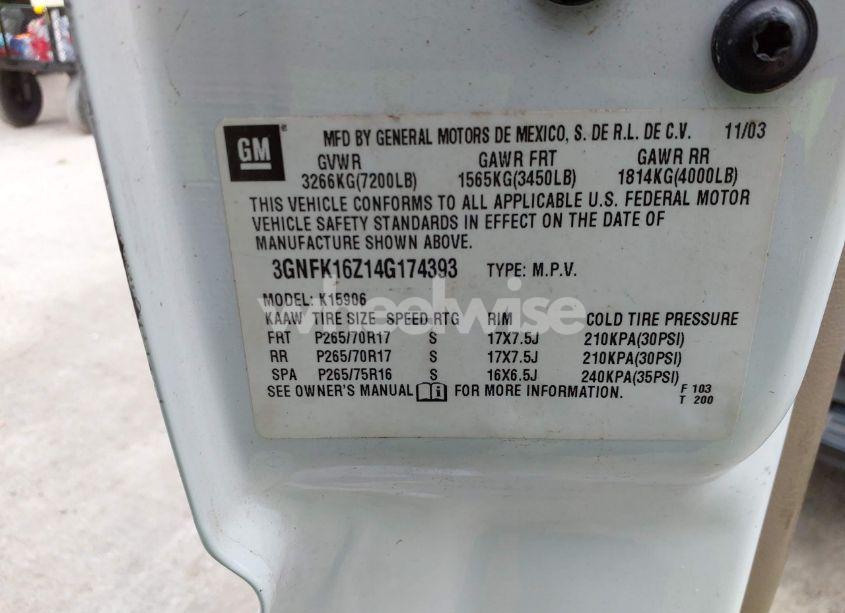 GM ® MFD BY GENERAL MOTORS DE MEXICO, S. DE R.L. DE C.V. 11/03
GVWR GAWR FRT GAWR RR
3266KG(7200LB) 1565KG(3450LB) 1814KG(4000LB)
THIS VEHICLE CONFORMS TO ALL APPLICABLE U.S. FEDERAL MOTOR
VEHICLE SAFETY STANDARDS IN EFFECT ON THE DATE OF
MANUFACTURE SHOWN ABOVE.
3GNFK16Z14G174393 TYPE: M.P.V.
MODEL: K15906
wheelwise
KAAW TIRE SIZE SPEED RTG RIM COLD TIRE PRESSURE
FRT P265/70R17 S 17X7.5J 210KPA(30PSI)
RR P265/70R17 S 17X7.5J 210KPA(30PSI)
SPA P265/75R16 S 16X6.5J 240KPA(35PSI)
SEE OWNER'S MANUAL FOR MORE INFORMATION. F 103
T 200